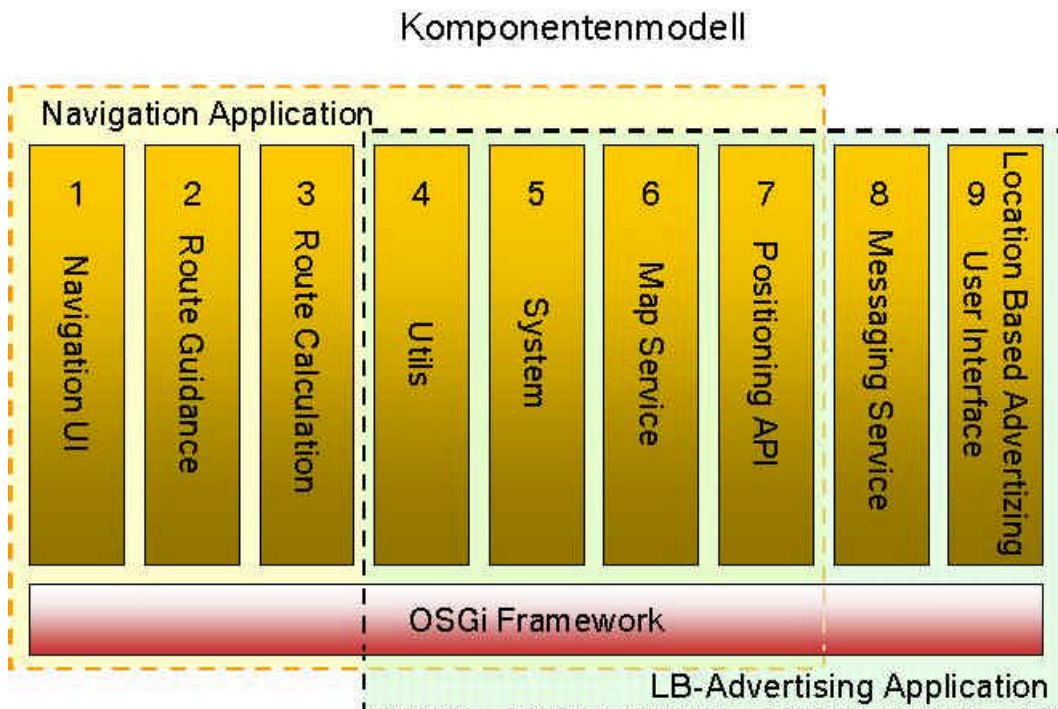 Komponentenmodell
Navigation Application
1 Navigation UI
2 Route Guidance
3 Route Calculation
4 Utils
5 System
6 Map Service
7 Positioning API
8 Messaging Service
9 Location Based Advertizing
User Interface
OSGi Framework
LB-Advertising Application